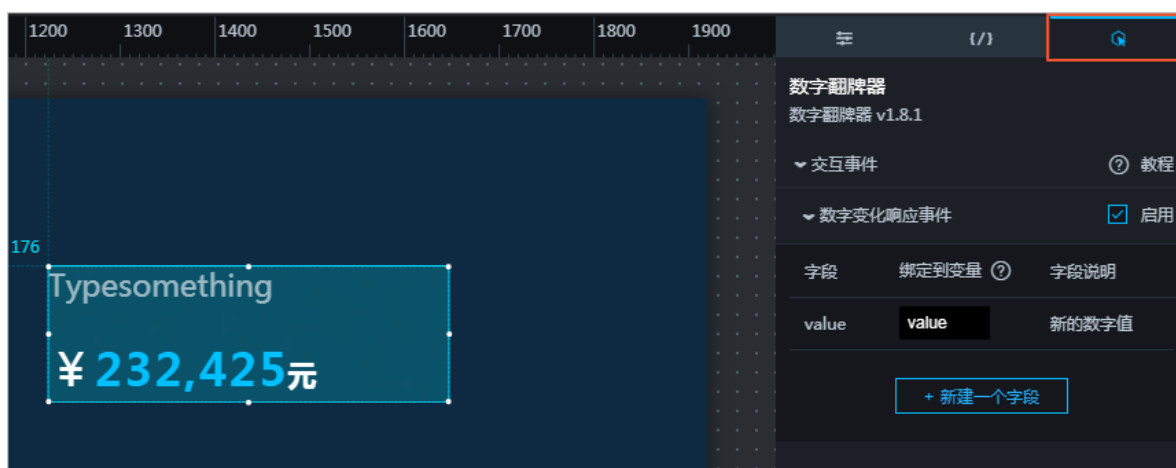 1200 1300 1400 1500 1600 1700 1800 1900
{/}
数字翻牌器
数字翻牌器 v1.8.1
交互事件 ? 教程
数字变化响应事件 启用
176
字段 绑定到变量 ? 字段说明
Typesomething
value value 新的数字值
¥ 232,425元
+ 新建一个字段